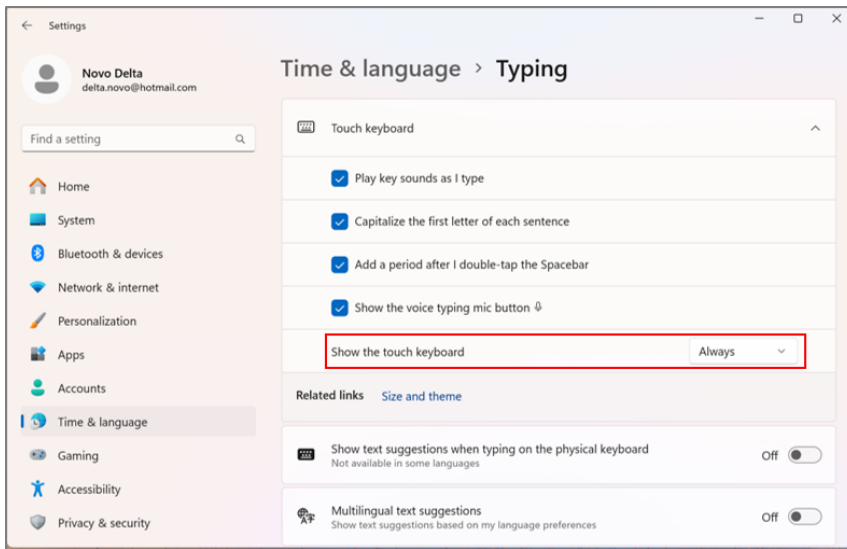 Settings
Novo Delta
delta.novo@hotmail.com
Find a setting
Home
System
Bluetooth & devices
Network & internet
Personalization
Apps
Accounts
Time & language
Gaming
Accessibility
Privacy & security
Time & language > Typing
Touch keyboard
Play key sounds as I type
Capitalize the first letter of each sentence
Add a period after I double-tap the Spacebar
Show the voice typing mic button
Show the touch keyboard Always
Related links Size and theme
Show text suggestions when typing on the physical keyboard Off
Not available in some languages
Multilingual text suggestions Off
Show text suggestions based on my language preferences